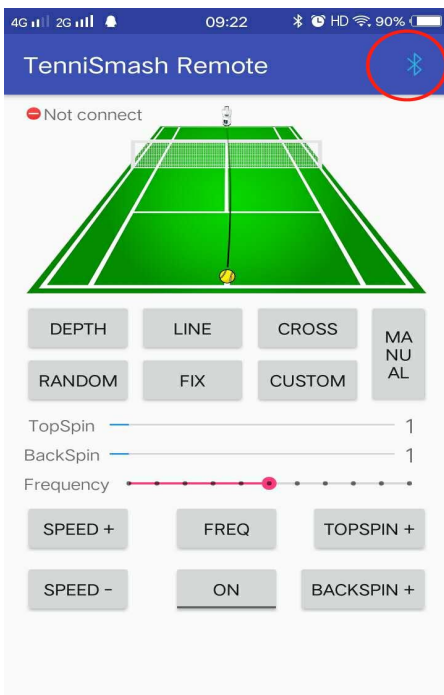 4G 2G 09:22 HD 90%
TenniSmash Remote
Not connect
DEPTH LINE CROSS
MA
NU
AL
RANDOM FIX CUSTOM
TopSpin 1
BackSpin 1
Frequency
SPEED + FREQ TOPSPIN +
SPEED - ON BACKSPIN +